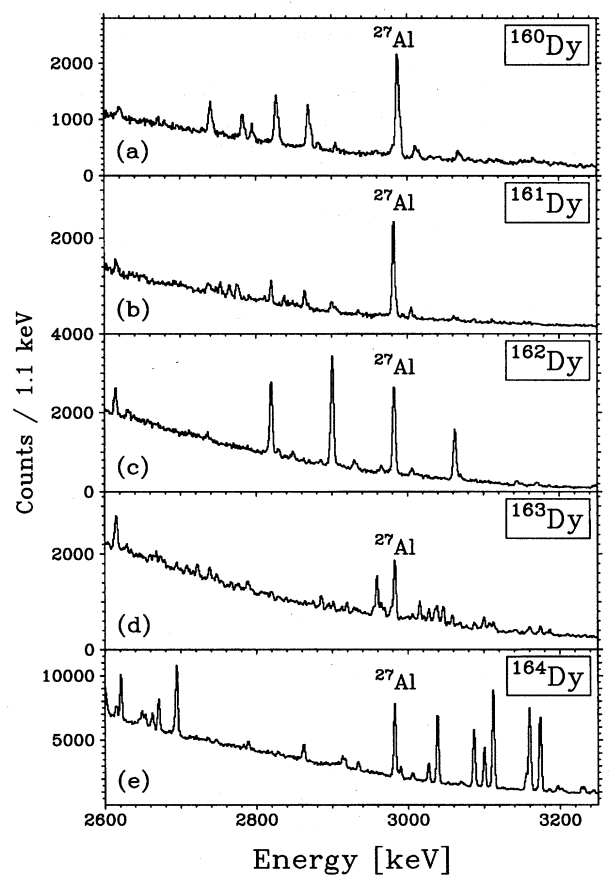 ²⁷Al
¹⁶⁰Dy
2000
1000
0
(a)
²⁷Al
¹⁶¹Dy
2000
(b)
4000
²⁷Al
¹⁶²Dy
2000
(c)
0
²⁷Al
¹⁶³Dy
2000
(d)
0
²⁷Al
¹⁶⁴Dy
10000
5000
(e)
2600
2800
3000
3200
Energy [keV]
Counts / 1.1 keV